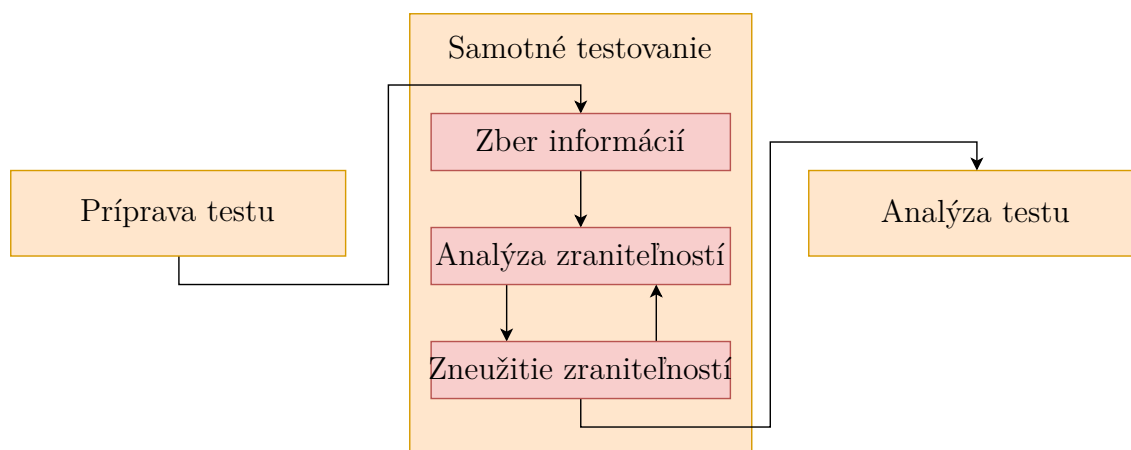 Samotné testovanie
Zber informácií
Príprava testu
Analýza zraniteľností
Zneužitie zraniteľností
Analýza testu